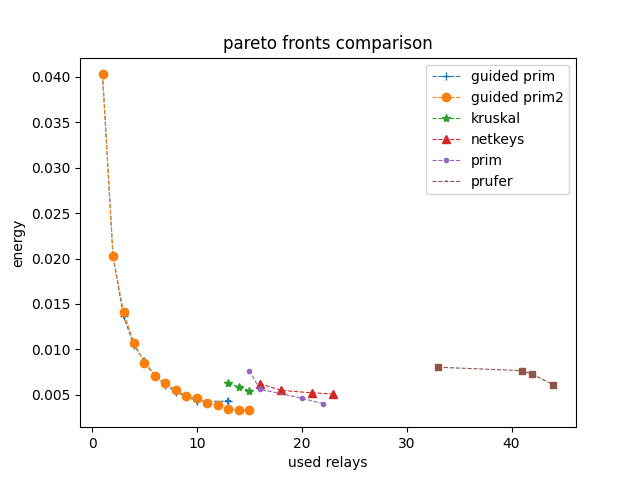 pareto fronts comparison
energy
0.040
0.035
0.030
0.025
0.020
0.015
0.010
0.005
guided prim
guided prim2
kruskal
netkeys
prim
prufer
0
10
20
30
40
used relays